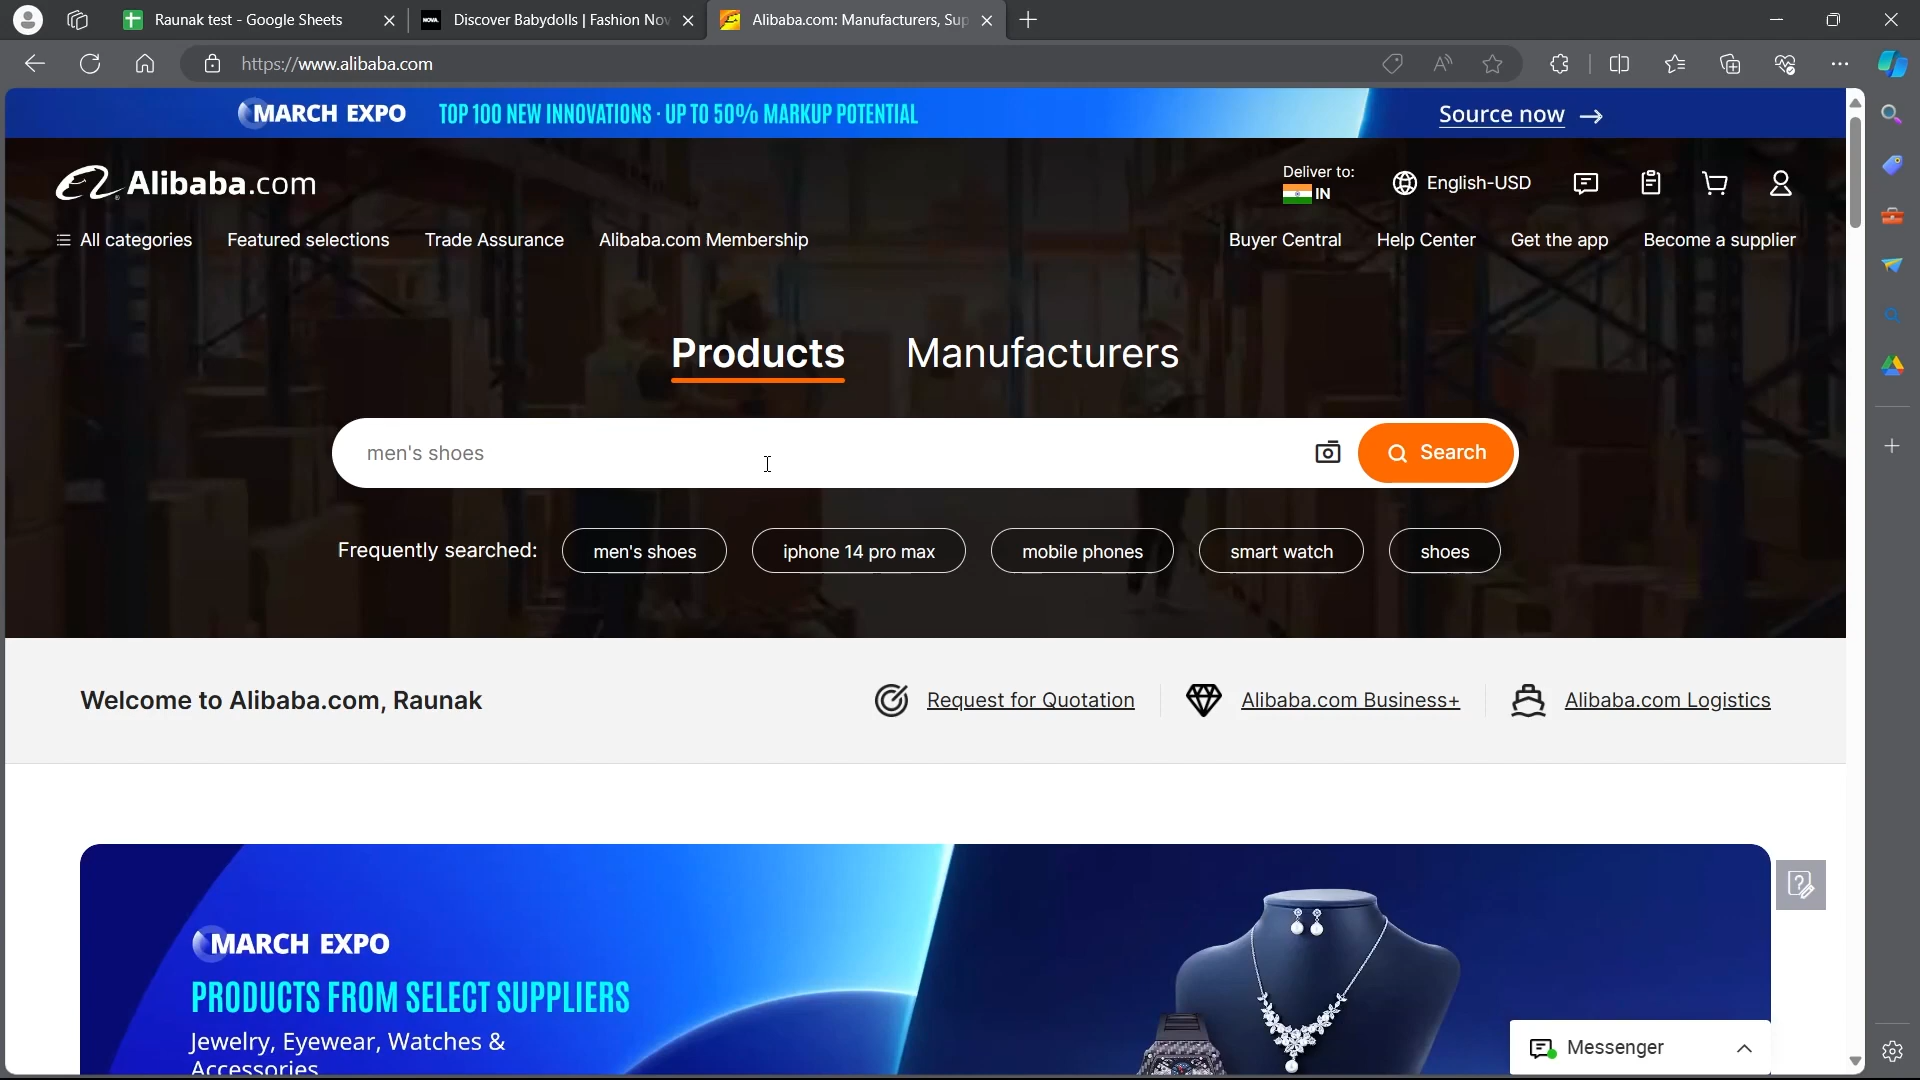 Raunak test - Google Sheets
NOVA Discover Babydolls | Fashion Nov
Alibaba.com: Manufacturers, Sup
https://www.alibaba.com
MARCH EXPO TOP 100 NEW INNOVATIONS · UP TO 50% MARKUP POTENTIAL Source now →
Alibaba.com
Deliver to:
IN
English-USD
All categories Featured selections Trade Assurance Alibaba.com Membership
Buyer Central Help Center Get the app Become a supplier
Products Manufacturers
men's shoes Search
Frequently searched: men's shoes iphone 14 pro max mobile phones smart watch shoes
Welcome to Alibaba.com, Raunak
Request for Quotation Alibaba.com Business+ Alibaba.com Logistics
MARCH EXPO
PRODUCTS FROM SELECT SUPPLIERS
Jewelry, Eyewear, Watches &
Accessories
Messenger